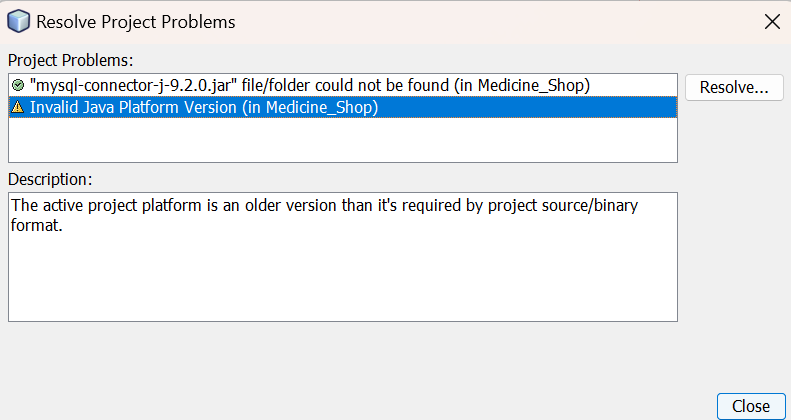 Resolve Project Problems
Project Problems:
"mysql-connector-j-9.2.0.jar" file/folder could not be found (in Medicine_Shop)
Resolve...
Invalid Java Platform Version (in Medicine_Shop)
Description:
The active project platform is an older version than it's required by project source/binary
format.
Close